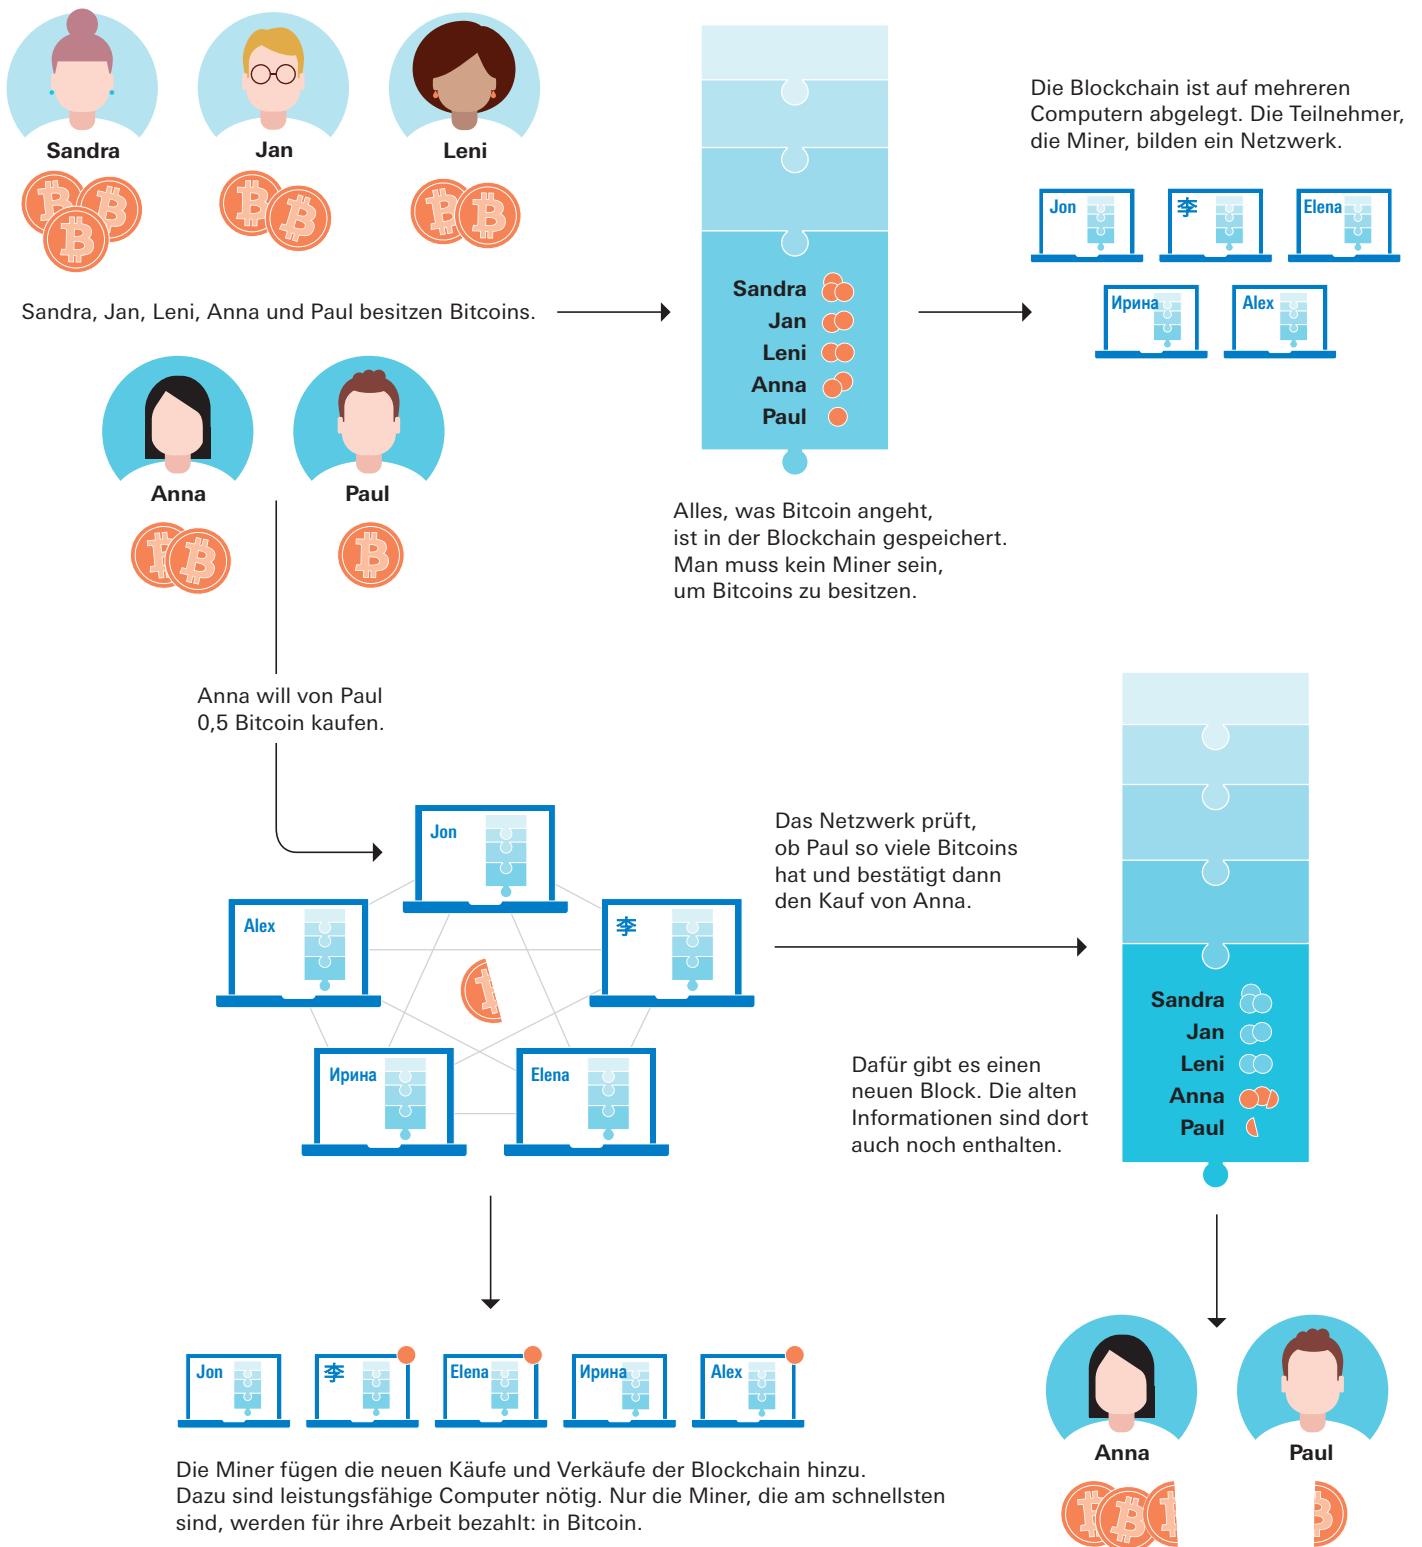 Sandra
Jan
Leni
Sandra, Jan, Leni, Anna und Paul besitzen Bitcoins.
Anna
Paul
Sandra
Jan
Leni
Anna
Paul
Alles, was Bitcoin angeht,
ist in der Blockchain gespeichert.
Man muss kein Miner sein,
um Bitcoins zu besitzen.
Die Blockchain ist auf mehreren
Computern abgelegt. Die Teilnehmer,
die Miner, bilden ein Netzwerk.
Jon
李
Elena
Ирина
Alex
Anna will von Paul
0,5 Bitcoin kaufen.
Jon
Alex
李
Ирина
Elena
Das Netzwerk prüft,
ob Paul so viele Bitcoins
hat und bestätigt dann
den Kauf von Anna.
Dafür gibt es einen
neuen Block. Die alten
Informationen sind dort
auch noch enthalten.
Sandra
Jan
Leni
Anna
Paul
Jon
李
Elena
Ирина
Alex
Die Miner fügen die neuen Käufe und Verkäufe der Blockchain hinzu.
Dazu sind leistungsfähige Computer nötig. Nur die Miner, die am schnellsten
sind, werden für ihre Arbeit bezahlt: in Bitcoin.
Anna
Paul